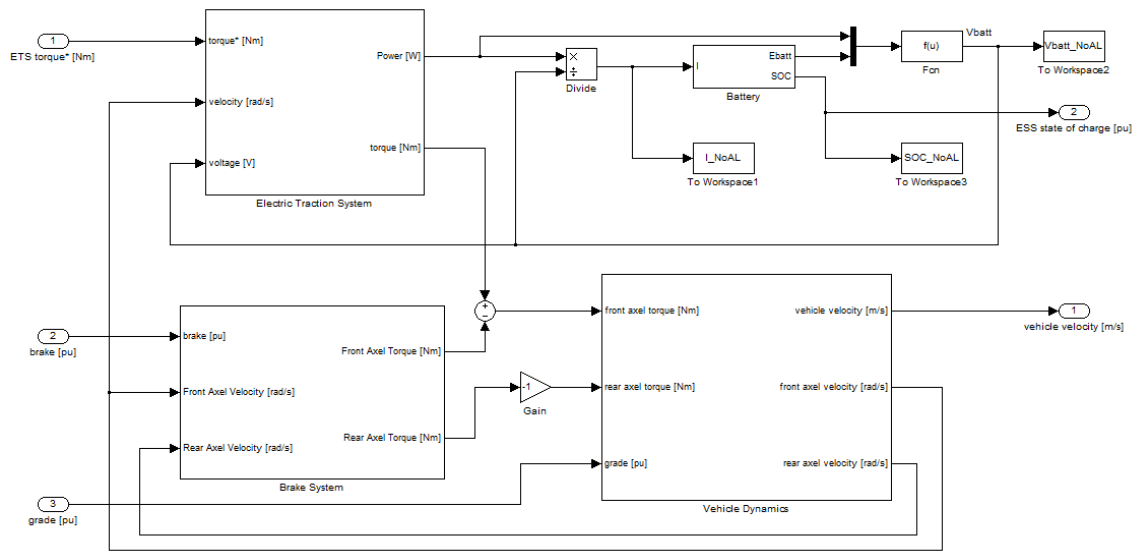 1
ETS torque* [Nm]
torque* [Nm]
velocity [rad/s]
voltage [V]
Power [W]
torque [Nm]
Electric Traction System
×
÷
Divide
I
Ebatt
SOC
Battery
f(u)
Fcn
Vbatt
Vbatt_NoAL
To Workspace2
2
ESS state of charge [pu]
I_NoAL
To Workspace1
SOC_NoAL
To Workspace3
+
−
2
brake [pu]
brake [pu]
Front Axel Velocity [rad/s]
Rear Axel Velocity [rad/s]
Front Axel Torque [Nm]
Rear Axel Torque [Nm]
Brake System
-1
Gain
front axel torque [Nm]
rear axel torque [Nm]
grade [pu]
vehicle velocity [m/s]
front axel velocity [rad/s]
rear axel velocity [rad/s]
Vehicle Dynamics
1
vehicle velocity [m/s]
3
grade [pu]